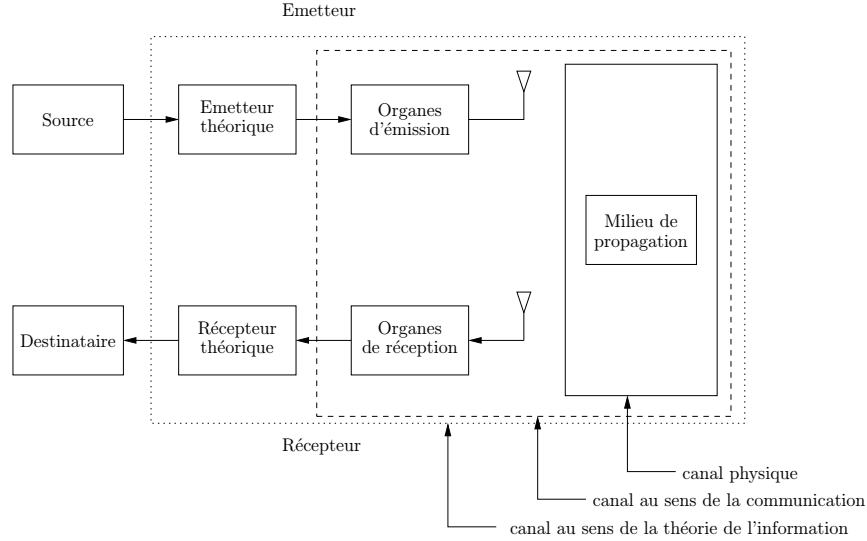 Emetteur
Source
Emetteur
théorique
Organes
d'émission
Milieu de
propagation
Destinataire
Récepteur
théorique
Organes
de réception
Récepteur
canal physique
canal au sens de la communication
canal au sens de la théorie de l'information